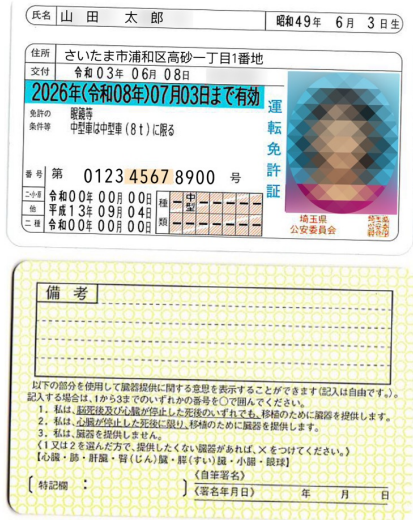 氏名 山田 太郎 昭和49年 6月 3日生
住所 さいたま市浦和区高砂一丁目1番地
交付 令和03年 06月 08日
2026年(令和08年)07月03日まで有効
免許の 眼鏡等
条件等 中型車は中型車(8t)に限る
運転免許証
番号 第 012345678900 号
二・小・原 令和00年 00月 00日
他 平成13年 09月 04日
二種 令和00年 00月 00日
種類 中型
埼玉県
公安委員会
備考
以下の部分を使用して臓器提供に関する意思を表示することができます(記入は自由です。)。
記入する場合は、1から3までのいずれかの番号を〇で囲んでください。
1. 私は、脳死後及び心臓が停止した死後のいずれでも、移植のために臓器を提供します。
2. 私は、心臓が停止した死後に限り、移植のために臓器を提供します。
3. 私は、臓器を提供しません。
《1又は2を選んだ方で、提供したくない臓器があれば、×をつけてください。》
【心臓・肺・肝臓・腎(じん)臓・膵(すい)臓・小腸・眼球】
〔特記欄: 〕
《自筆署名》
《署名年月日》 年 月 日